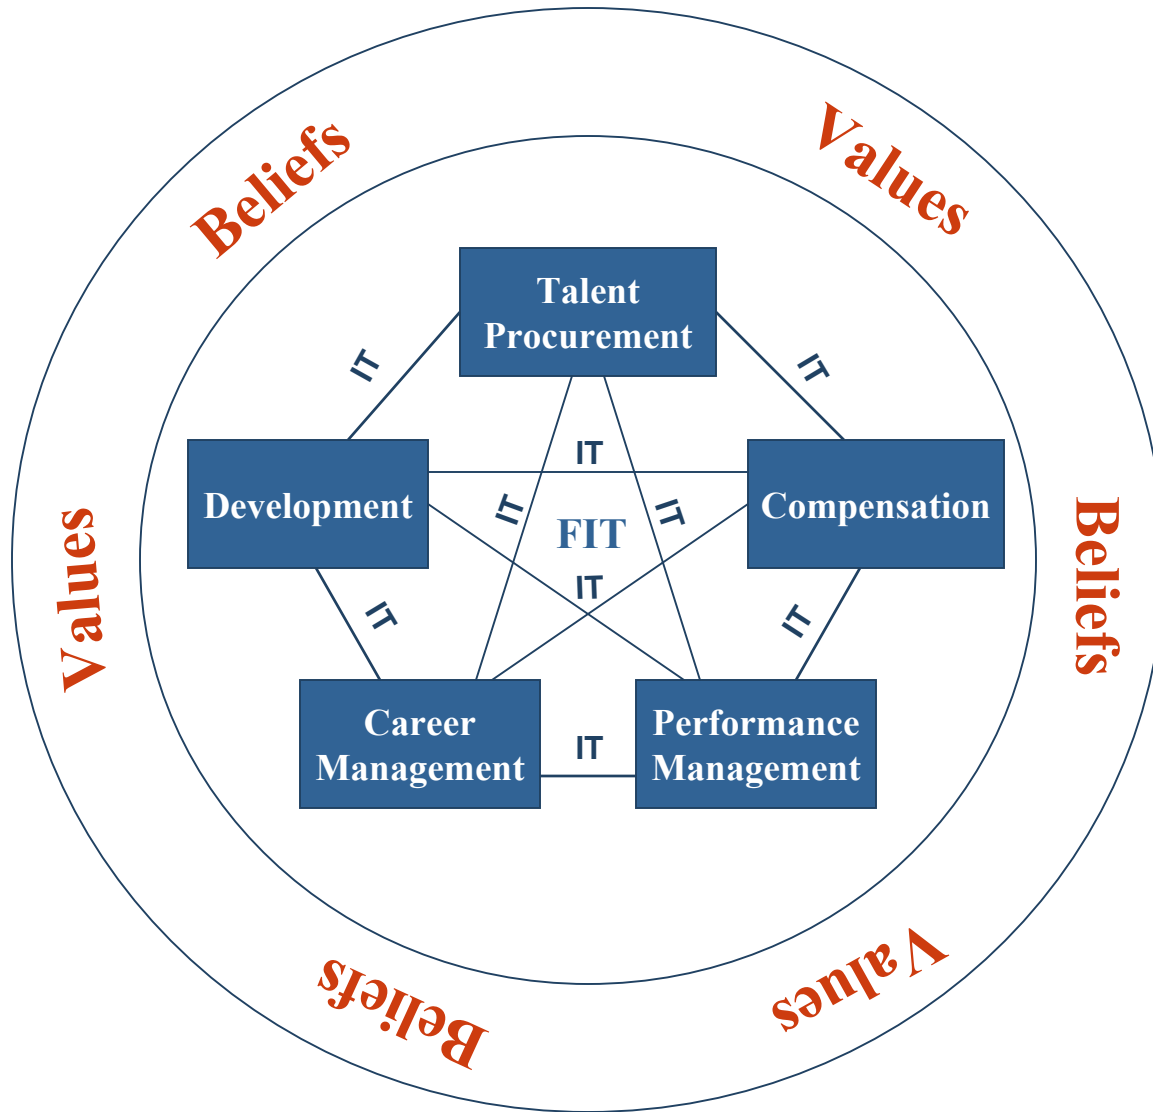 Beliefs
Values
Talent
Procurement
IT
IT
IT
Development
IT
FIT
IT
Compensation
Values
Beliefs
IT
IT
IT
Career
Management
IT
Performance
Management
Beliefs
Values